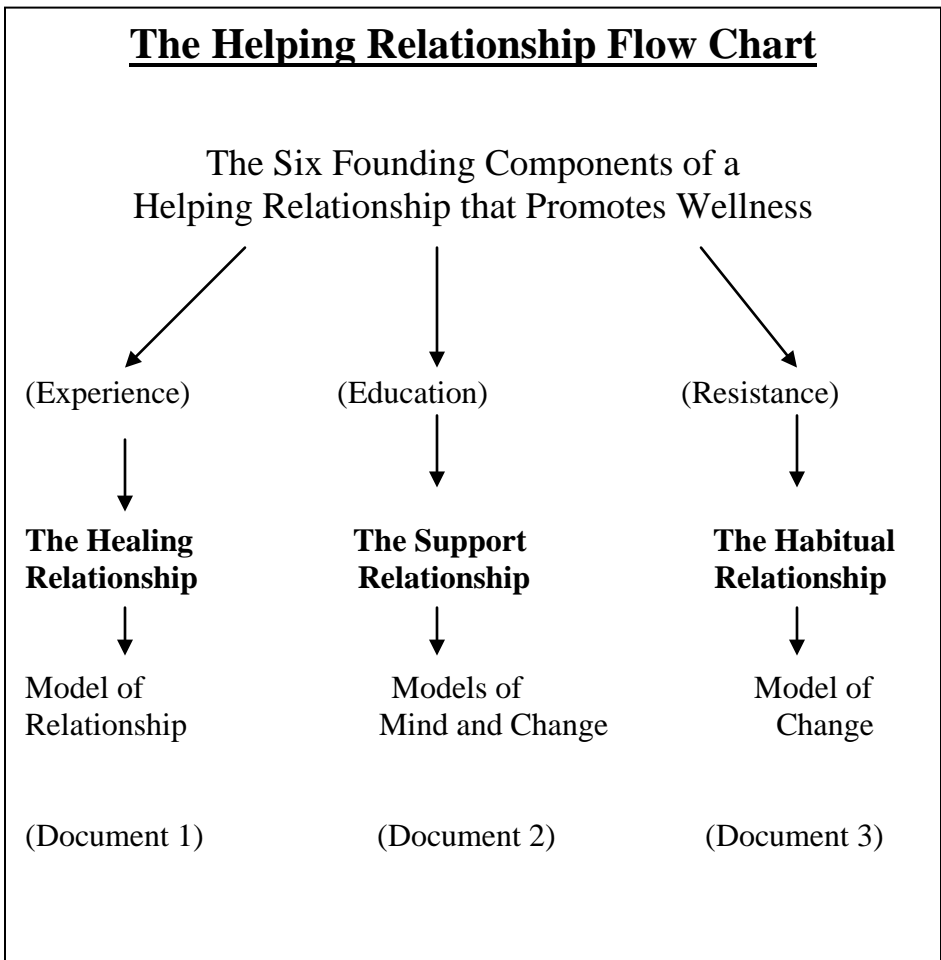 The Helping Relationship Flow Chart
The Six Founding Components of a
Helping Relationship that Promotes Wellness
(Experience)
(Education)
(Resistance)
The Healing
Relationship
The Support
Relationship
The Habitual
Relationship
Model of
Relationship
Models of
Mind and Change
Model of
Change
(Document 1)
(Document 2)
(Document 3)